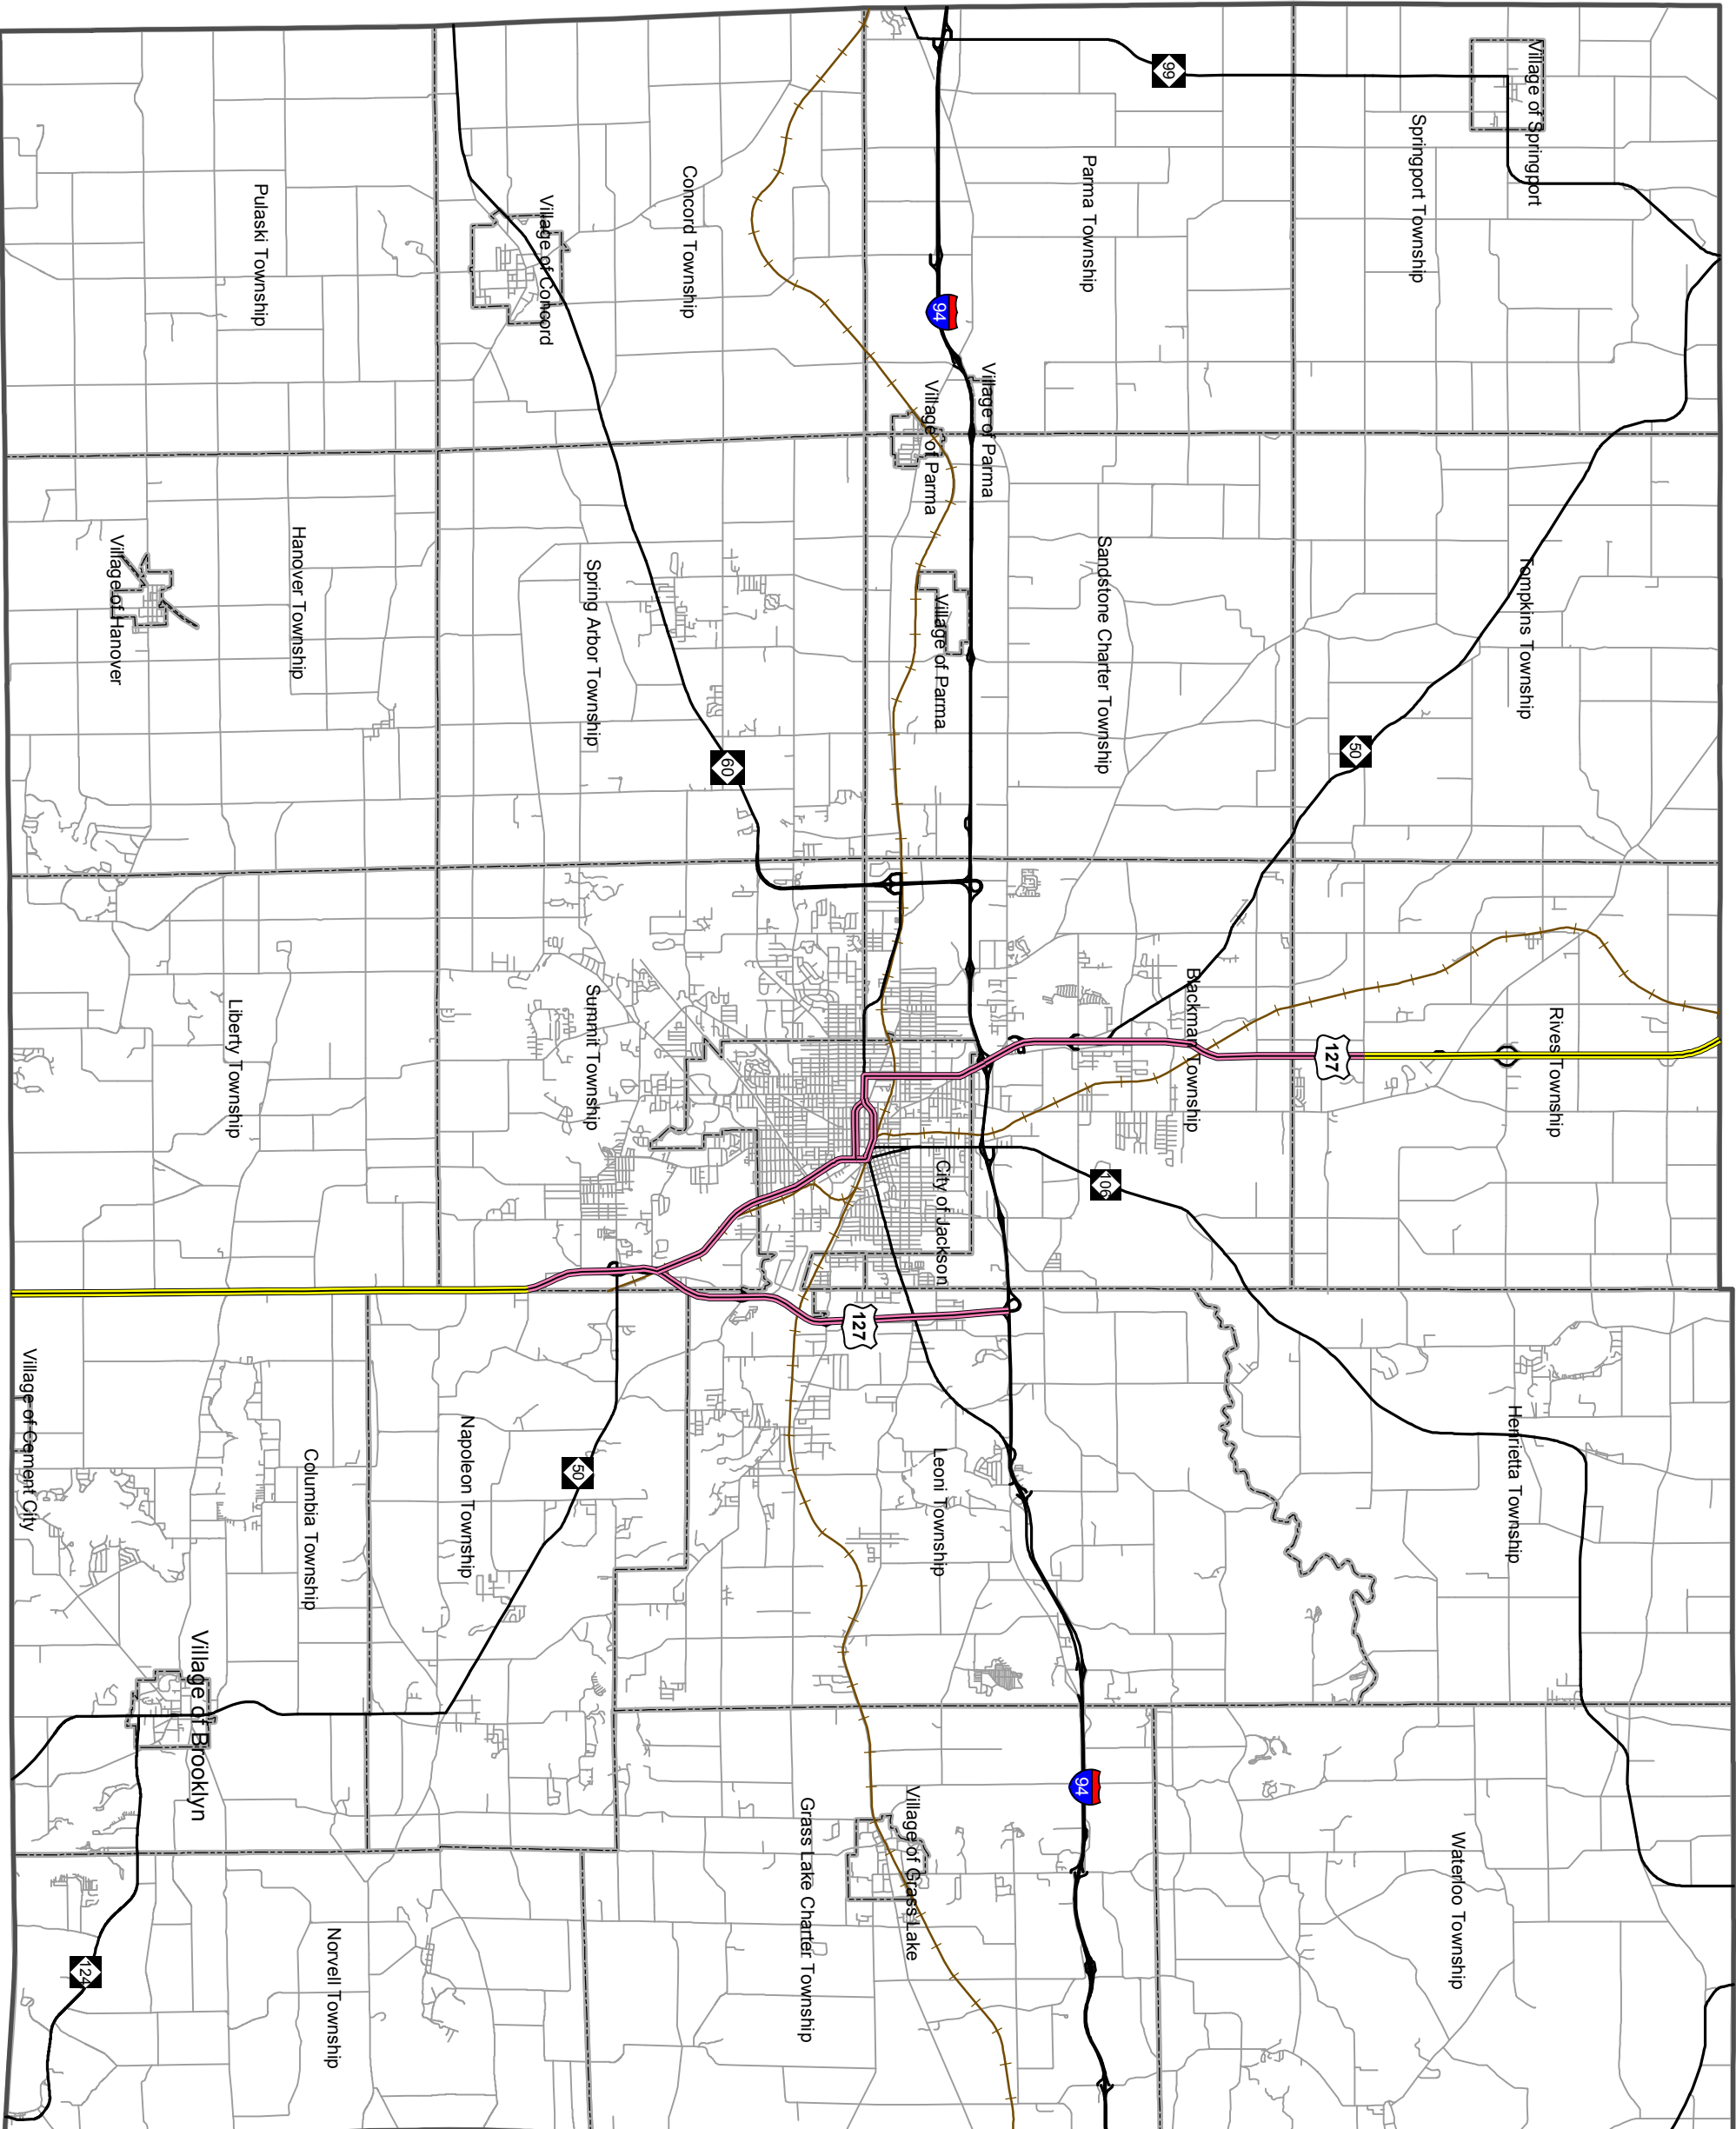 Village of Springport
Springport Township
Tompkins Township
Rives Township
Henrietta Township
Waterloo Township
99
50
127
Parma Township
Sandstone Charter Township
Blackman Township
106
94
Village of Parma
Village of Parma
Village of Parma
City of Jackson
Leoni Township
94
Village of Grass Lake
Grass Lake Charter Township
127
Concord Township
60
Village of Concord
Spring Arbor Township
Summit Township
50
Napoleon Township
Pulaski Township
Hanover Township
Liberty Township
Columbia Township
Norvell Township
Village of Hanover
Village of Brooklyn
124
Village of Cement City